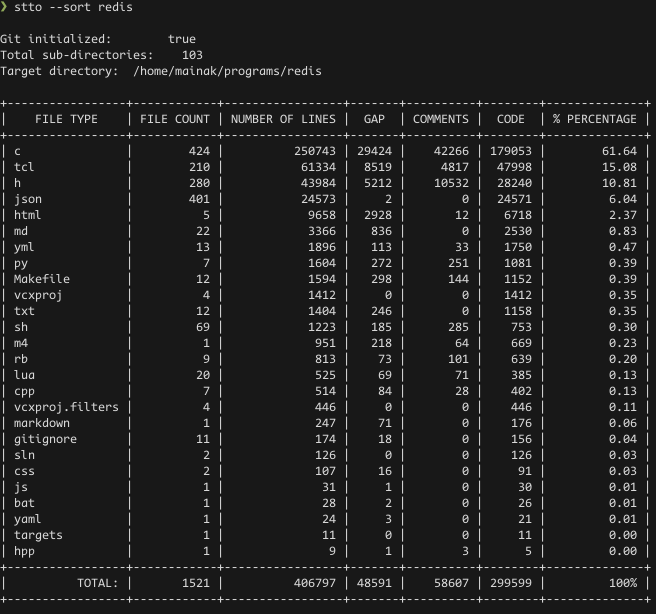 ❯ stto --sort redis
Git initialized: true
Total sub-directories: 103
Target directory: /home/mainak/programs/redis
+-----------------+------------+-----------------+-------+----------+--------+--------------+
| FILE TYPE | FILE COUNT | NUMBER OF LINES | GAP | COMMENTS | CODE | % PERCENTAGE |
+-----------------+------------+-----------------+-------+----------+--------+--------------+
| c | 424 | 250743 | 29424 | 42266 | 179053 | 61.64 |
| tcl | 210 | 61334 | 8519 | 4817 | 47998 | 15.08 |
| h | 280 | 43984 | 5212 | 10532 | 28240 | 10.81 |
| json | 401 | 24573 | 2 | 0 | 24571 | 6.04 |
| html | 5 | 9658 | 2928 | 12 | 6718 | 2.37 |
| md | 22 | 3366 | 836 | 0 | 2530 | 0.83 |
| yml | 13 | 1896 | 113 | 33 | 1750 | 0.47 |
| py | 7 | 1604 | 272 | 251 | 1081 | 0.39 |
| Makefile | 12 | 1594 | 298 | 144 | 1152 | 0.39 |
| vcxproj | 4 | 1412 | 0 | 0 | 1412 | 0.35 |
| txt | 12 | 1404 | 246 | 0 | 1158 | 0.35 |
| sh | 69 | 1223 | 185 | 285 | 753 | 0.30 |
| m4 | 1 | 951 | 218 | 64 | 669 | 0.23 |
| rb | 9 | 813 | 73 | 101 | 639 | 0.20 |
| lua | 20 | 525 | 69 | 71 | 385 | 0.13 |
| cpp | 7 | 514 | 84 | 28 | 402 | 0.13 |
| vcxproj.filters | 4 | 446 | 0 | 0 | 446 | 0.11 |
| markdown | 1 | 247 | 71 | 0 | 176 | 0.06 |
| gitignore | 11 | 174 | 18 | 0 | 156 | 0.04 |
| sln | 2 | 126 | 0 | 0 | 126 | 0.03 |
| css | 2 | 107 | 16 | 0 | 91 | 0.03 |
| js | 1 | 31 | 1 | 0 | 30 | 0.01 |
| bat | 1 | 28 | 2 | 0 | 26 | 0.01 |
| yaml | 1 | 24 | 3 | 0 | 21 | 0.01 |
| targets | 1 | 11 | 0 | 0 | 11 | 0.00 |
| hpp | 1 | 9 | 1 | 3 | 5 | 0.00 |
+-----------------+------------+-----------------+-------+----------+--------+--------------+
| TOTAL: | 1521 | 406797 | 48591 | 58607 | 299599 | 100% |
+-----------------+------------+-----------------+-------+----------+--------+--------------+